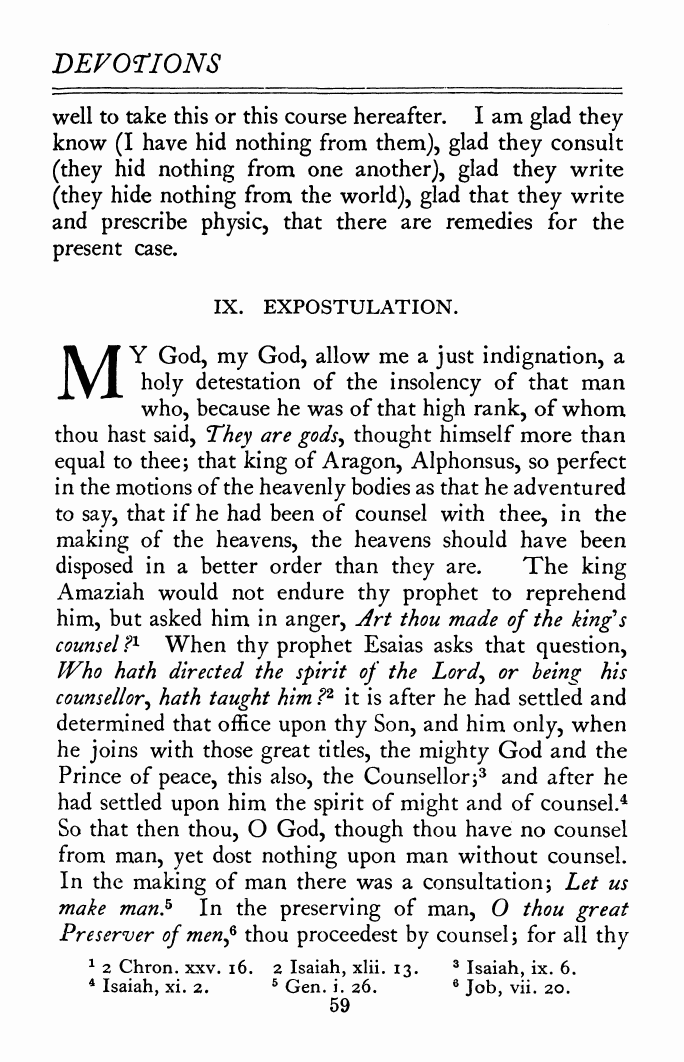 DEVOTIONS
well to take this or this course hereafter. I am glad they
know (I have hid nothing from them), glad they consult
(they hid nothing from one another), glad they write
(they hide nothing from the world), glad that they write
and prescribe physic, that there are remedies for the
present case.
IX. EXPOSTULATION.
MY God, my God, allow me a just indignation, a
holy detestation of the insolency of that man
who, because he was of that high rank, of whom
thou hast said, They are gods, thought himself more than
equal to thee; that king of Aragon, Alphonsus, so perfect
in the motions of the heavenly bodies as that he adventured
to say, that if he had been of counsel with thee, in the
making of the heavens, the heavens should have been
disposed in a better order than they are. The king
Amaziah would not endure thy prophet to reprehend
him, but asked him in anger, Art thou made of the king's
counsel?¹ When thy prophet Esaias asks that question,
Who hath directed the spirit of the Lord, or being his
counsellor, hath taught him?² it is after he had settled and
determined that office upon thy Son, and him only, when
he joins with those great titles, the mighty God and the
Prince of peace, this also, the Counsellor;³ and after he
had settled upon him the spirit of might and of counsel.⁴
So that then thou, O God, though thou have no counsel
from man, yet dost nothing upon man without counsel.
In the making of man there was a consultation; Let us
make man.⁵ In the preserving of man, O thou great
Preserver of men,⁶ thou proceedest by counsel; for all thy
¹ 2 Chron. xxv. 16. 2 Isaiah, xlii. 13. ³ Isaiah, ix. 6.
⁴ Isaiah, xi. 2. ⁵ Gen. i. 26. ⁶ Job, vii. 20.
59